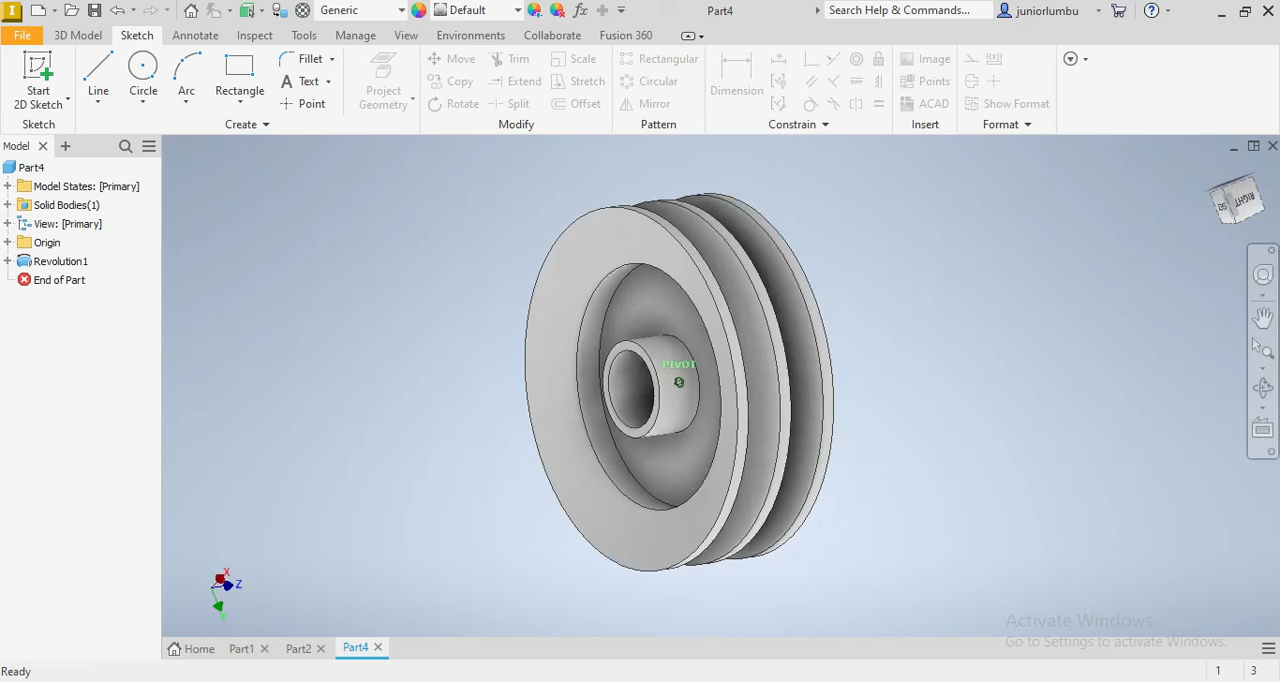 I Generic Default fx Part4 Search Help & Commands... juniorlumbu
File 3D Model Sketch Annotate Inspect Tools Manage View Environments Collaborate Fusion 360
Start 2D Sketch Line Circle Arc Rectangle Fillet Text Point Project Geometry
Move Trim Scale
Copy Extend Stretch
Rotate Split Offset
Rectangular
Circular
Mirror
Dimension
Image
Points
ACAD
Show Format
Sketch Create Modify Pattern Constrain Insert Format
Model
Part4
Model States: [Primary]
Solid Bodies(1)
View: [Primary]
Origin
Revolution1
End of Part
RIGHT
PIVOT
X
Z
Y
Activate Windows
Go to Settings to activate Windows.
Home Part1 Part2 Part4
Ready 1 3